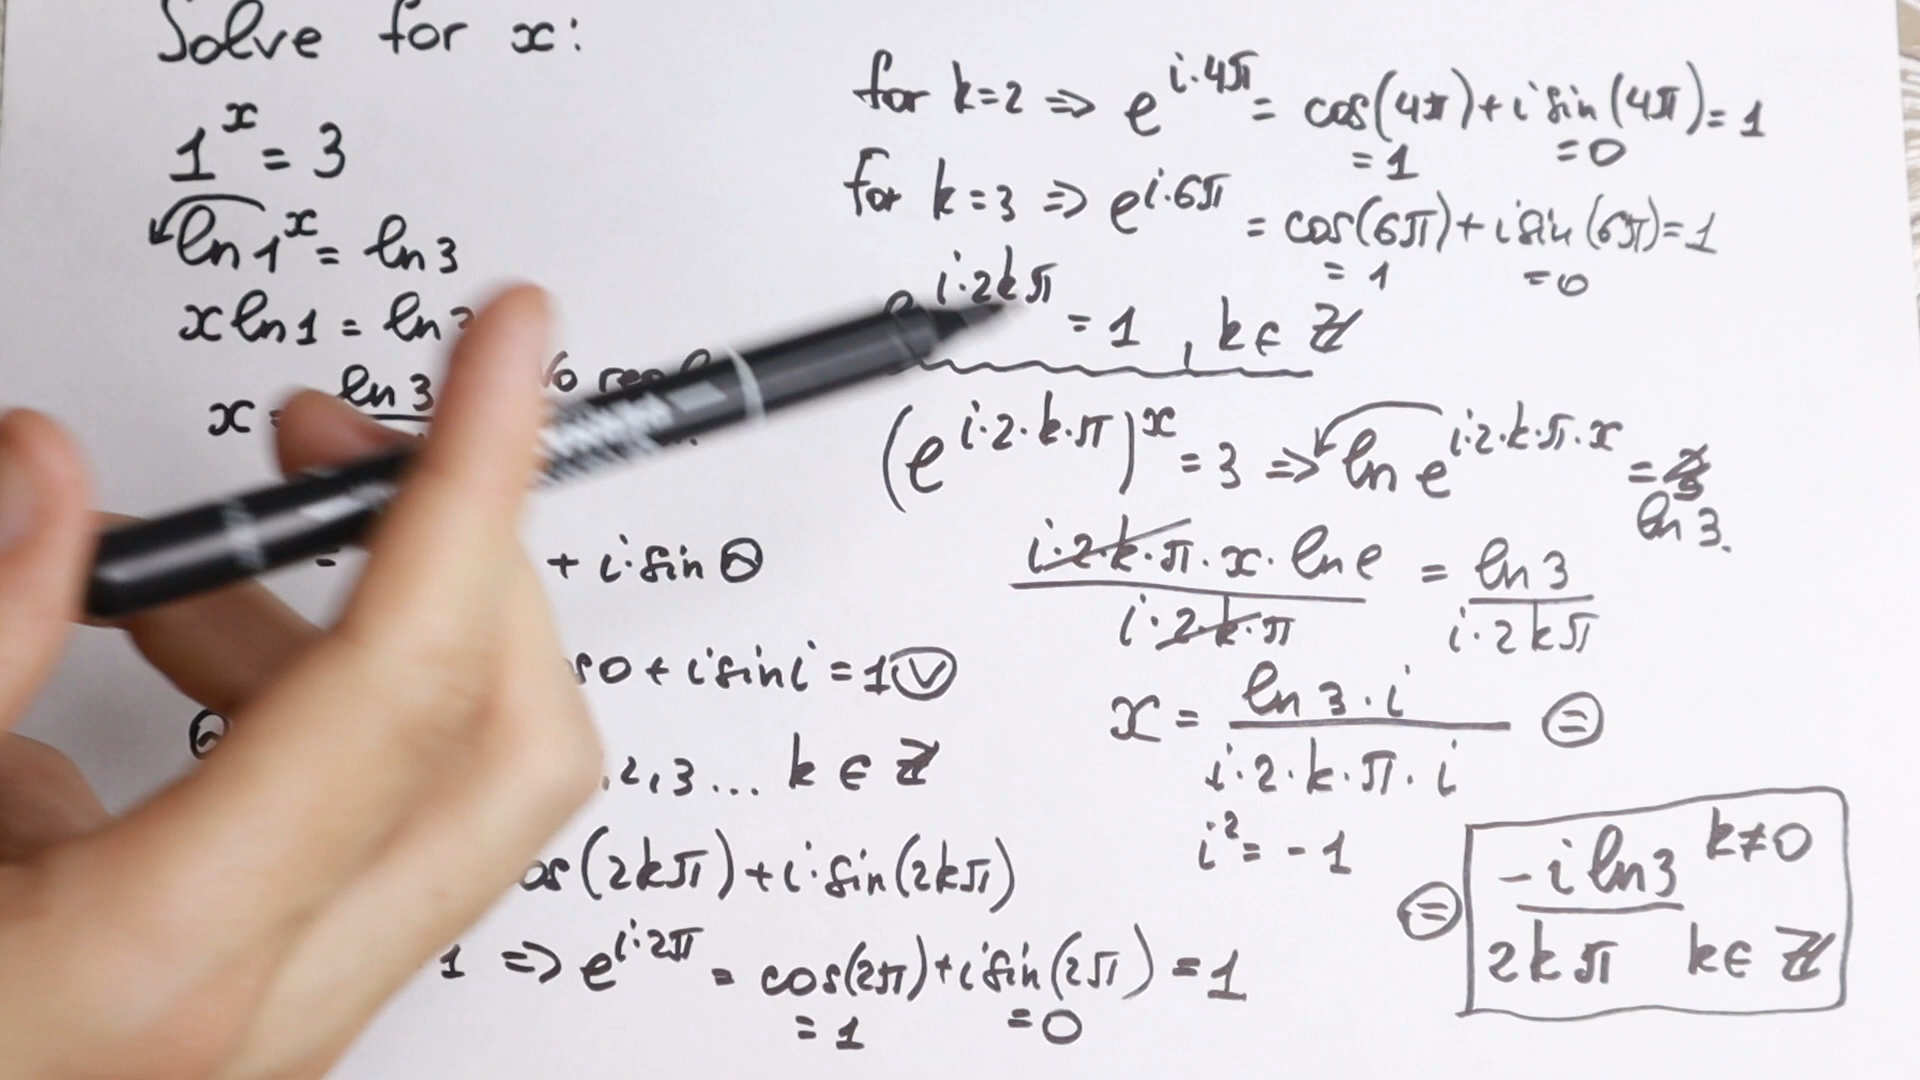 Solve for x:
1^x = 3
ln 1^x = ln 3
x ln 1 = ln
x = ln 3
+ i·sin Θ
0 + i sin i = 1
, 2, 3 ... k ∈ ℤ
os(2kπ) + i·sin(2kπ)
1 => e^(i·2π) = cos(2π) + i sin(2π) = 1
= 1 = 0
for k=2 => e^(i·4π) = cos(4π) + i sin(4π) = 1
= 1 = 0
for k=3 => e^(i·6π) = cos(6π) + i sin(6π) = 1
= 1 = 0
i·2kπ = 1, k ∈ ℤ
(e^(i·2·k·π))^x = 3 => ln e^(i·2·k·π·x) =
ln 3.
i·2·k·π·x·ln e = ln 3
i·2·k·π i·2kπ
x = ln 3·i =
i·2·k·π·i
i² = -1
= -i ln 3 k≠0
2kπ k ∈ ℤ